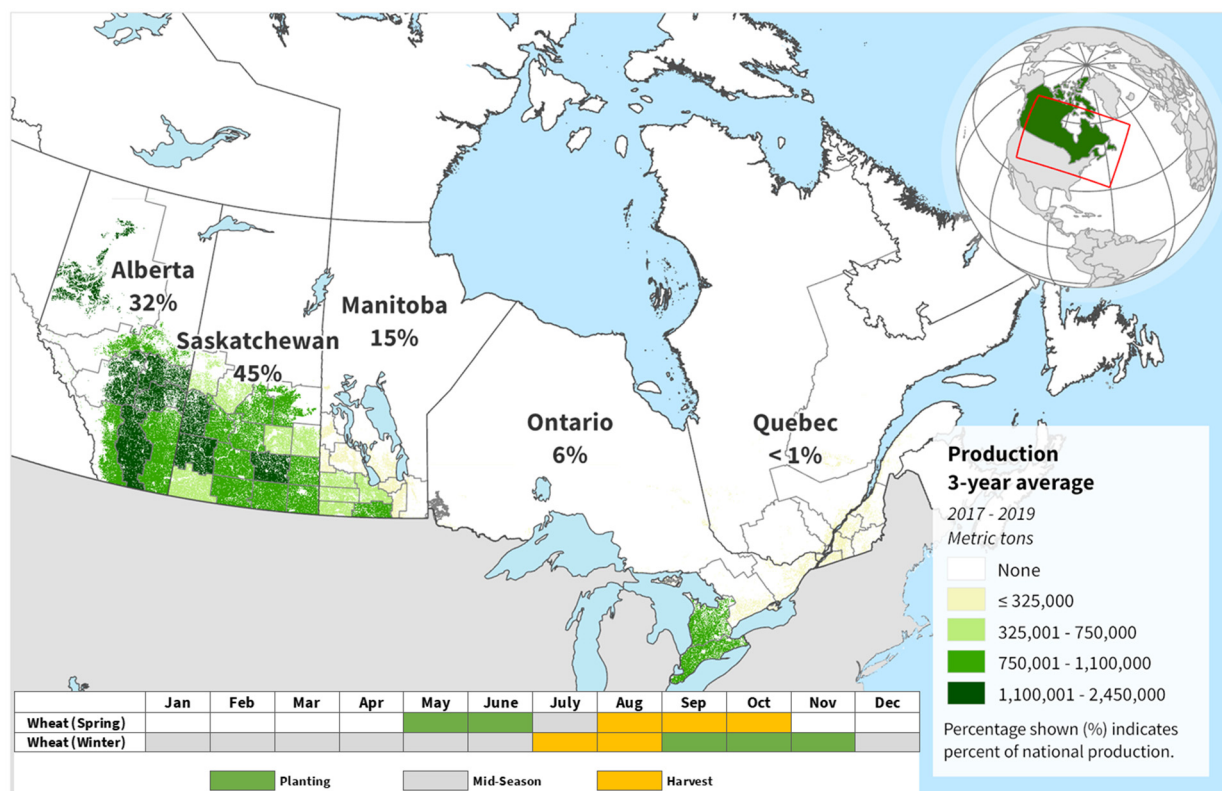 Alberta
32%
Saskatchewan
45%
Manitoba
15%
Ontario
6%
Quebec
< 1%
Production
3-year average
2017 - 2019
Metric tons
None
≤ 325,000
325,001 - 750,000
750,001 - 1,100,000
1,100,001 - 2,450,000
Percentage shown (%) indicates
percent of national production.
Jan Feb Mar Apr May June July Aug Sep Oct Nov Dec
Wheat (Spring)
Wheat (Winter)
Planting Mid-Season Harvest